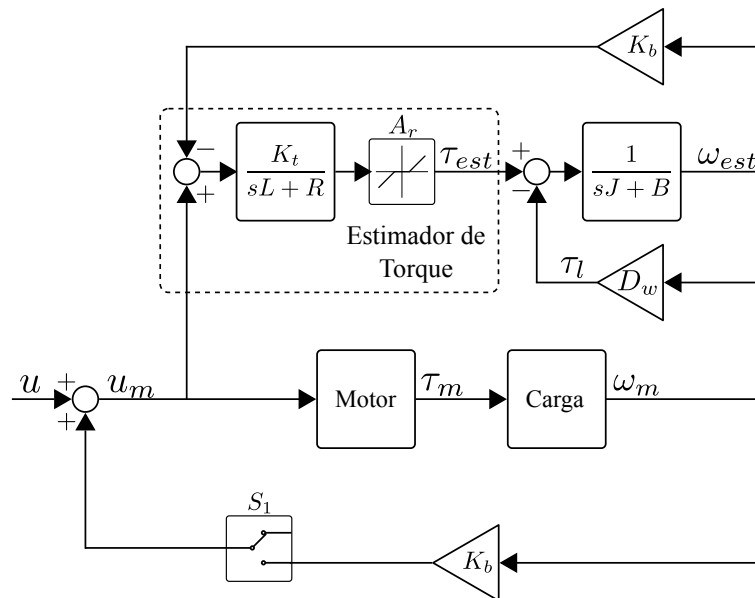 K_b
− K_t / (sL + R) A_r τ_est + 1 / (sJ + B) ω_est
+ −
Estimador de
Torque
τ_l D_w
u + u_m Motor τ_m Carga ω_m
+
S_1
K_b